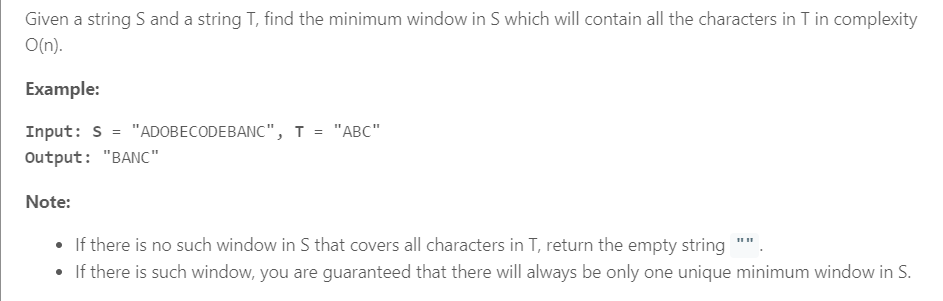 Given a string S and a string T, find the minimum window in S which will contain all the characters in T in complexity
O(n).
Example:
Input: S = "ADOBECODEBANC", T = "ABC"
Output: "BANC"
Note:
• If there is no such window in S that covers all characters in T, return the empty string "".
• If there is such window, you are guaranteed that there will always be only one unique minimum window in S.